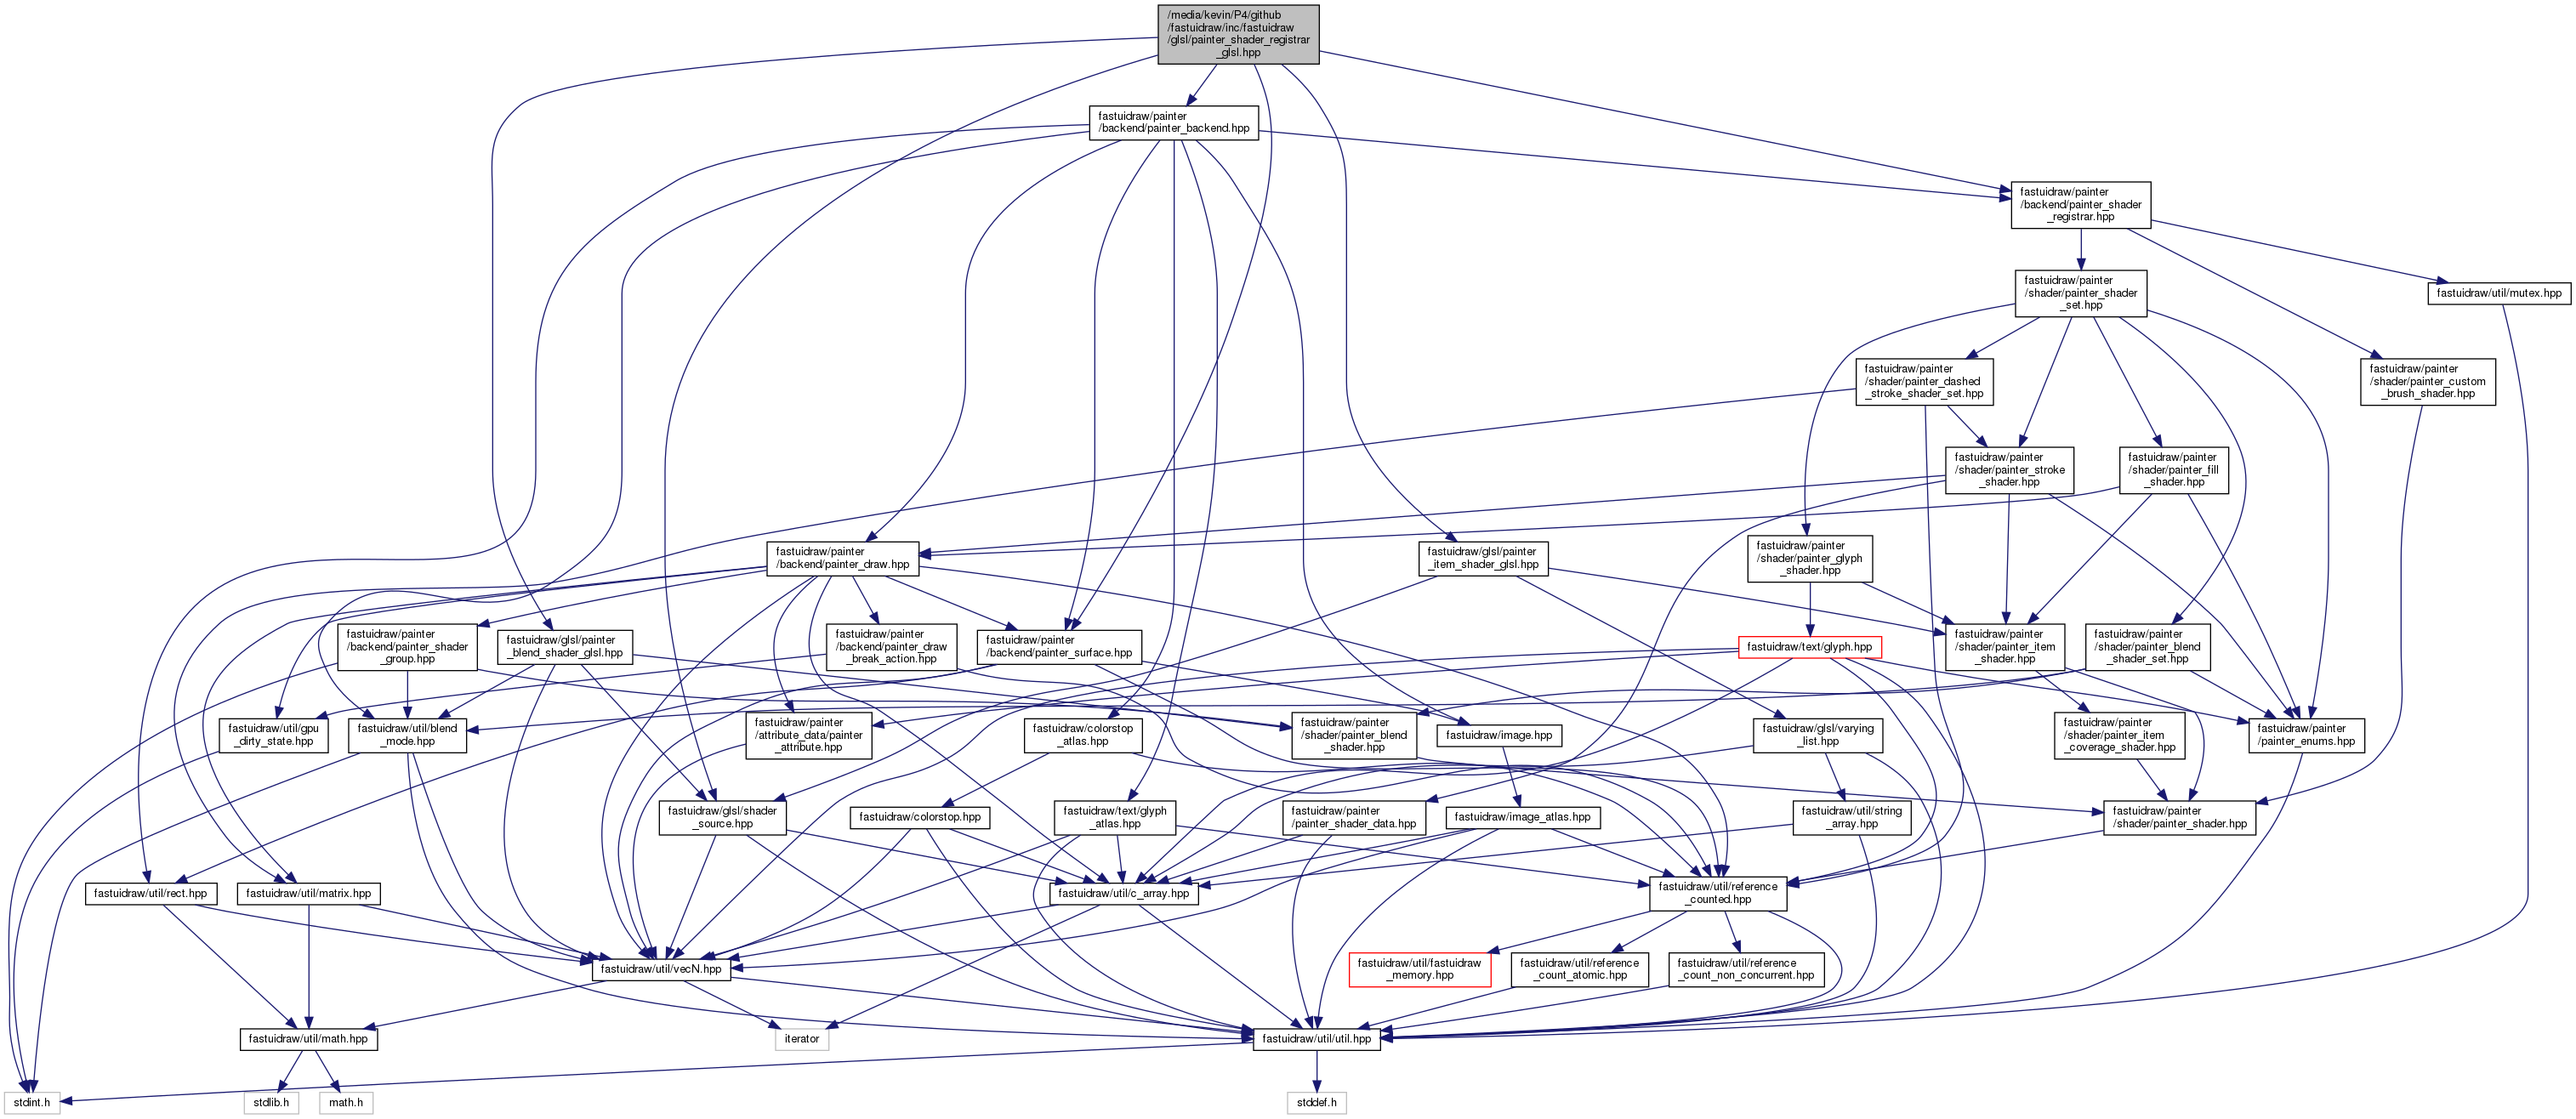 /media/kevin/P4/github
/fastuidraw/inc/fastuidraw
/glsl/painter_shader_registrar
_glsl.hpp
fastuidraw/painter
/backend/painter_backend.hpp
fastuidraw/painter
/backend/painter_shader
_registrar.hpp
fastuidraw/painter
/shader/painter_shader
_set.hpp
fastuidraw/util/mutex.hpp
fastuidraw/painter
/shader/painter_dashed
_stroke_shader_set.hpp
fastuidraw/painter
/shader/painter_custom
_brush_shader.hpp
fastuidraw/painter
/shader/painter_stroke
_shader.hpp
fastuidraw/painter
/shader/painter_fill
_shader.hpp
fastuidraw/painter
/backend/painter_draw.hpp
fastuidraw/glsl/painter
_item_shader_glsl.hpp
fastuidraw/painter
/shader/painter_glyph
_shader.hpp
fastuidraw/painter
/backend/painter_shader
_group.hpp
fastuidraw/glsl/painter
_blend_shader_glsl.hpp
fastuidraw/painter
/backend/painter_draw
_break_action.hpp
fastuidraw/painter
/backend/painter_surface.hpp
fastuidraw/text/glyph.hpp
fastuidraw/painter
/shader/painter_item
_shader.hpp
fastuidraw/painter
/shader/painter_blend
_shader_set.hpp
fastuidraw/util/gpu
_dirty_state.hpp
fastuidraw/util/blend
_mode.hpp
fastuidraw/painter
/attribute_data/painter
_attribute.hpp
fastuidraw/colorstop
_atlas.hpp
fastuidraw/painter
/shader/painter_blend
_shader.hpp
fastuidraw/image.hpp
fastuidraw/glsl/varying
_list.hpp
fastuidraw/painter
/shader/painter_item
_coverage_shader.hpp
fastuidraw/painter
/painter_enums.hpp
fastuidraw/glsl/shader
_source.hpp
fastuidraw/colorstop.hpp
fastuidraw/text/glyph
_atlas.hpp
fastuidraw/painter
/painter_shader_data.hpp
fastuidraw/image_atlas.hpp
fastuidraw/util/string
_array.hpp
fastuidraw/painter
/shader/painter_shader.hpp
fastuidraw/util/rect.hpp
fastuidraw/util/matrix.hpp
fastuidraw/util/c_array.hpp
fastuidraw/util/reference
_counted.hpp
fastuidraw/util/vecN.hpp
fastuidraw/util/fastuidraw
_memory.hpp
fastuidraw/util/reference
_count_atomic.hpp
fastuidraw/util/reference
_count_non_concurrent.hpp
fastuidraw/util/math.hpp
iterator
fastuidraw/util/util.hpp
stdint.h
stdlib.h
math.h
stddef.h